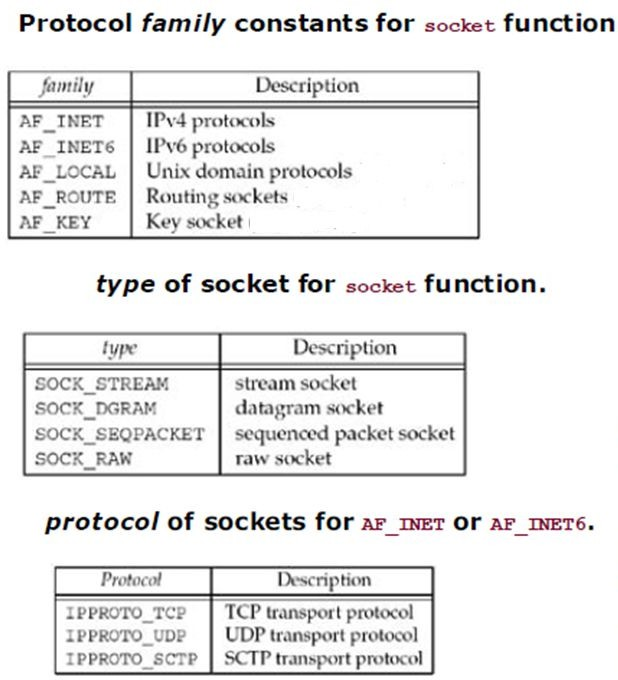 Protocol family constants for socket function
family Description
AF_INET IPv4 protocols
AF_INET6 IPv6 protocols
AF_LOCAL Unix domain protocols
AF_ROUTE Routing sockets
AF_KEY Key socket
type of socket for socket function.
type Description
SOCK_STREAM stream socket
SOCK_DGRAM datagram socket
SOCK_SEQPACKET sequenced packet socket
SOCK_RAW raw socket
protocol of sockets for AF_INET or AF_INET6.
Protocol Description
IPPROTO_TCP TCP transport protocol
IPPROTO_UDP UDP transport protocol
IPPROTO_SCTP SCTP transport protocol